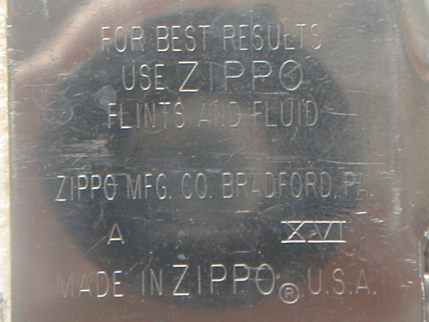 FOR BEST RESULTS
USE ZIPPO
FLINTS AND FLUID
ZIPPO MFG. CO. BRADFORD, PA.
A XVI
MADE IN ZIPPO® U.S.A.